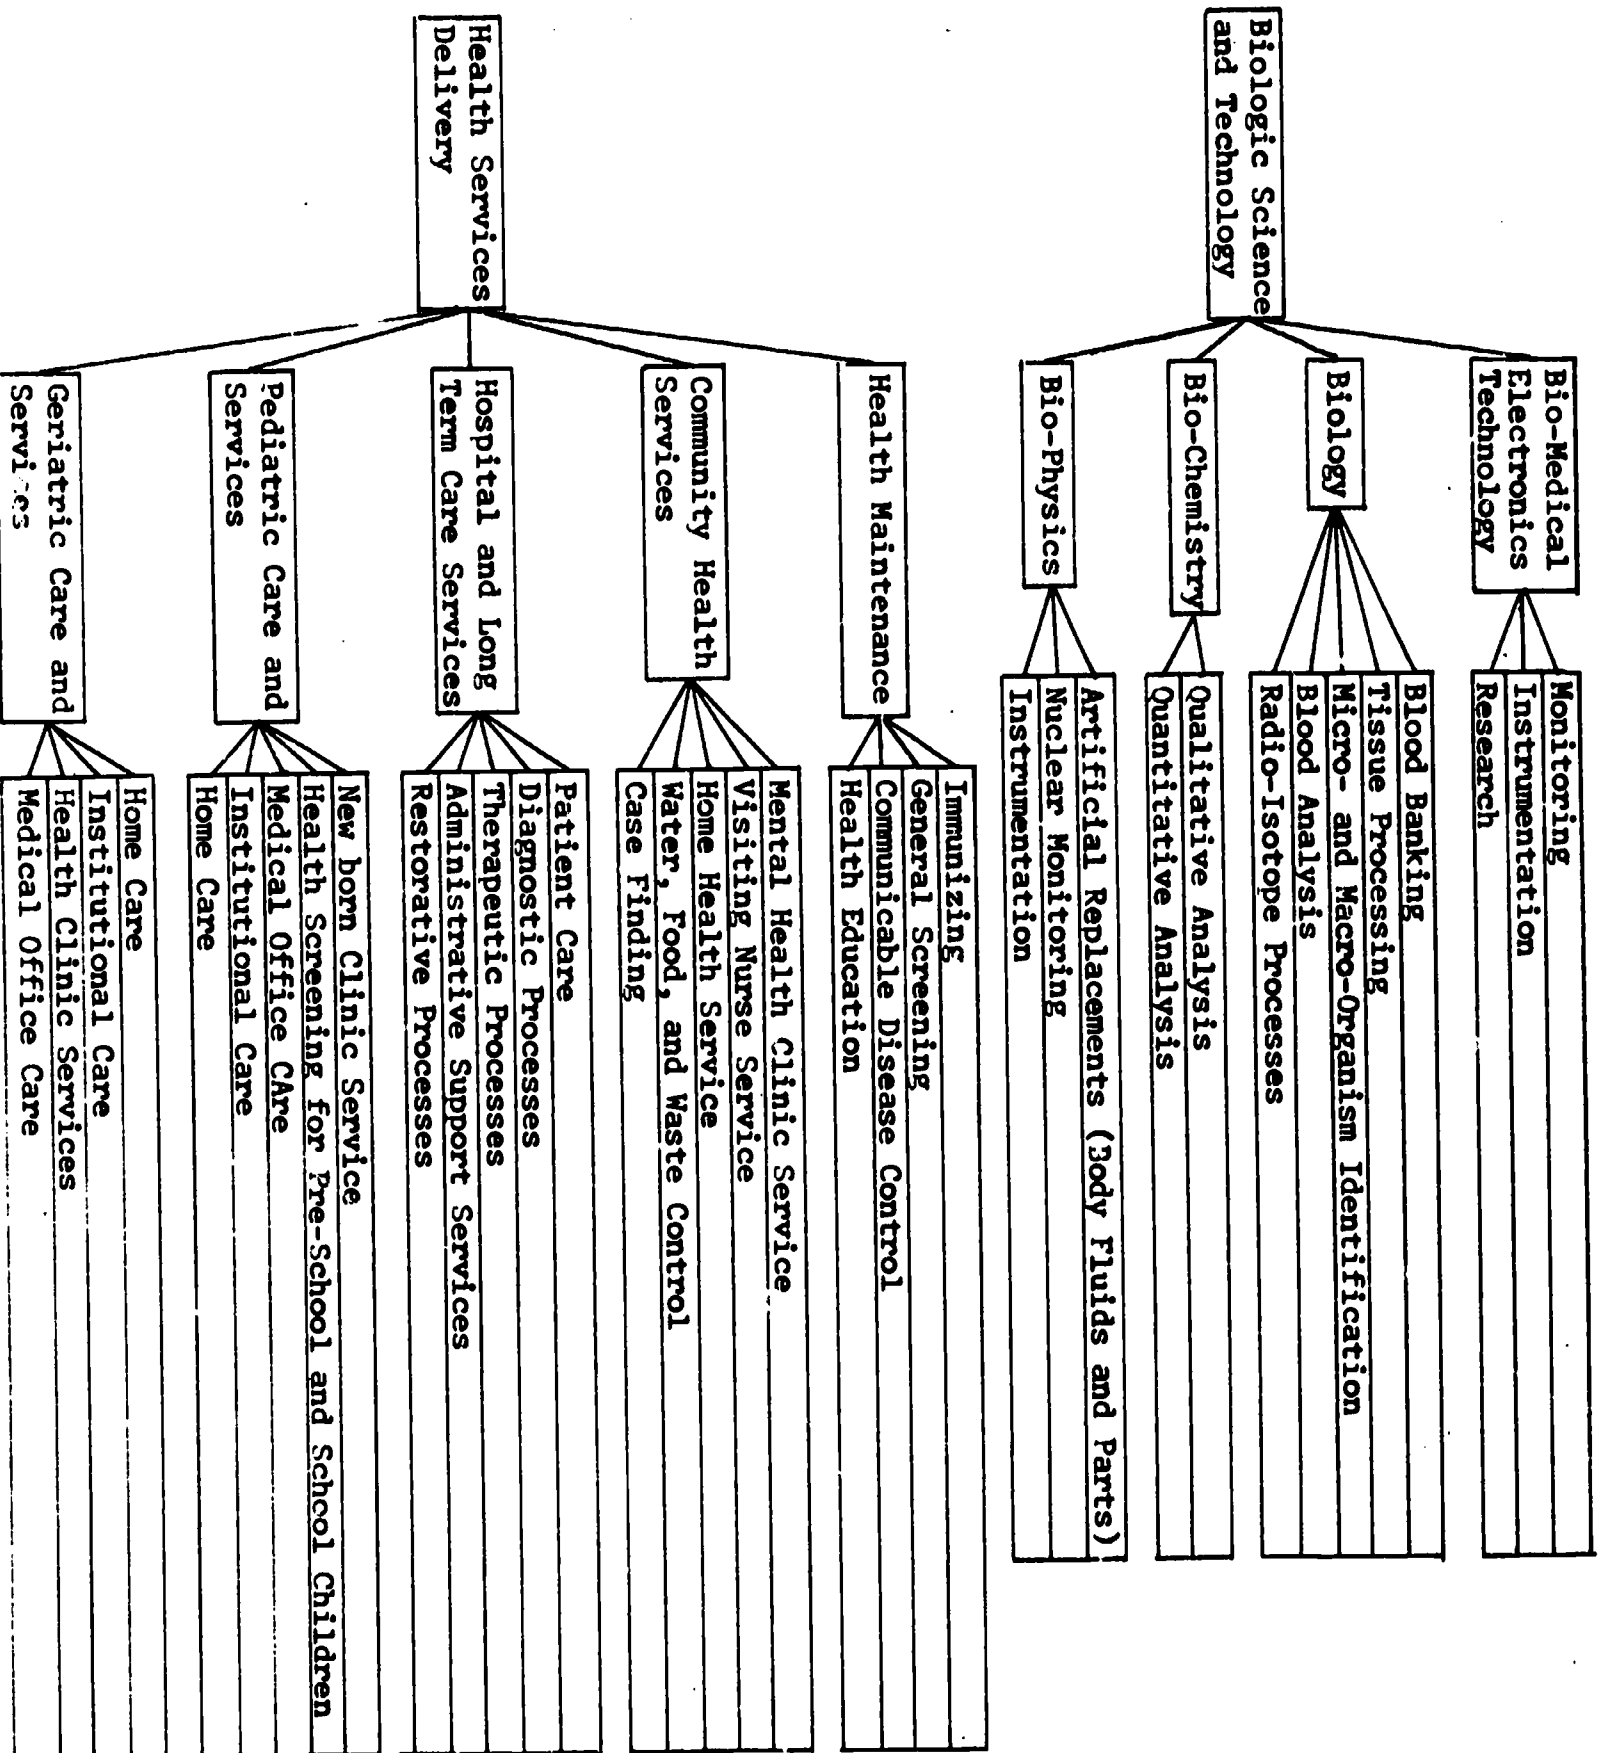 Biologic Science
and Technology
Bio-Medical
Electronics
Technology
Monitoring
Instrumentation
Research
Biology
Blood Banking
Tissue Processing
Micro- and Macro-Organism Identification
Blood Analysis
Radio-Isotope Processes
Bio-Chemistry
Qualitative Analysis
Quantitative Analysis
Bio-Physics
Artificial Replacements (Body Fluids and Parts)
Nuclear Monitoring
Instrumentation
Health Services
Delivery
Health Maintenance
Immunizing
General Screening
Communicable Disease Control
Health Education
Community Health
Services
Mental Health Clinic Service
Visiting Nurse Service
Home Health Service
Water, Food, and Waste Control
Case Finding
Hospital and Long
Term Care Services
Patient Care
Diagnostic Processes
Therapeutic Processes
Administrative Support Services
Restorative Processes
Pediatric Care and
Services
New born Clinic Service
Health Screening for Pre-School and School Children
Medical Office CAre
Institutional Care
Home Care
Geriatric Care and
Services
Home Care
Institutional Care
Health Clinic Services
Medical Office Care